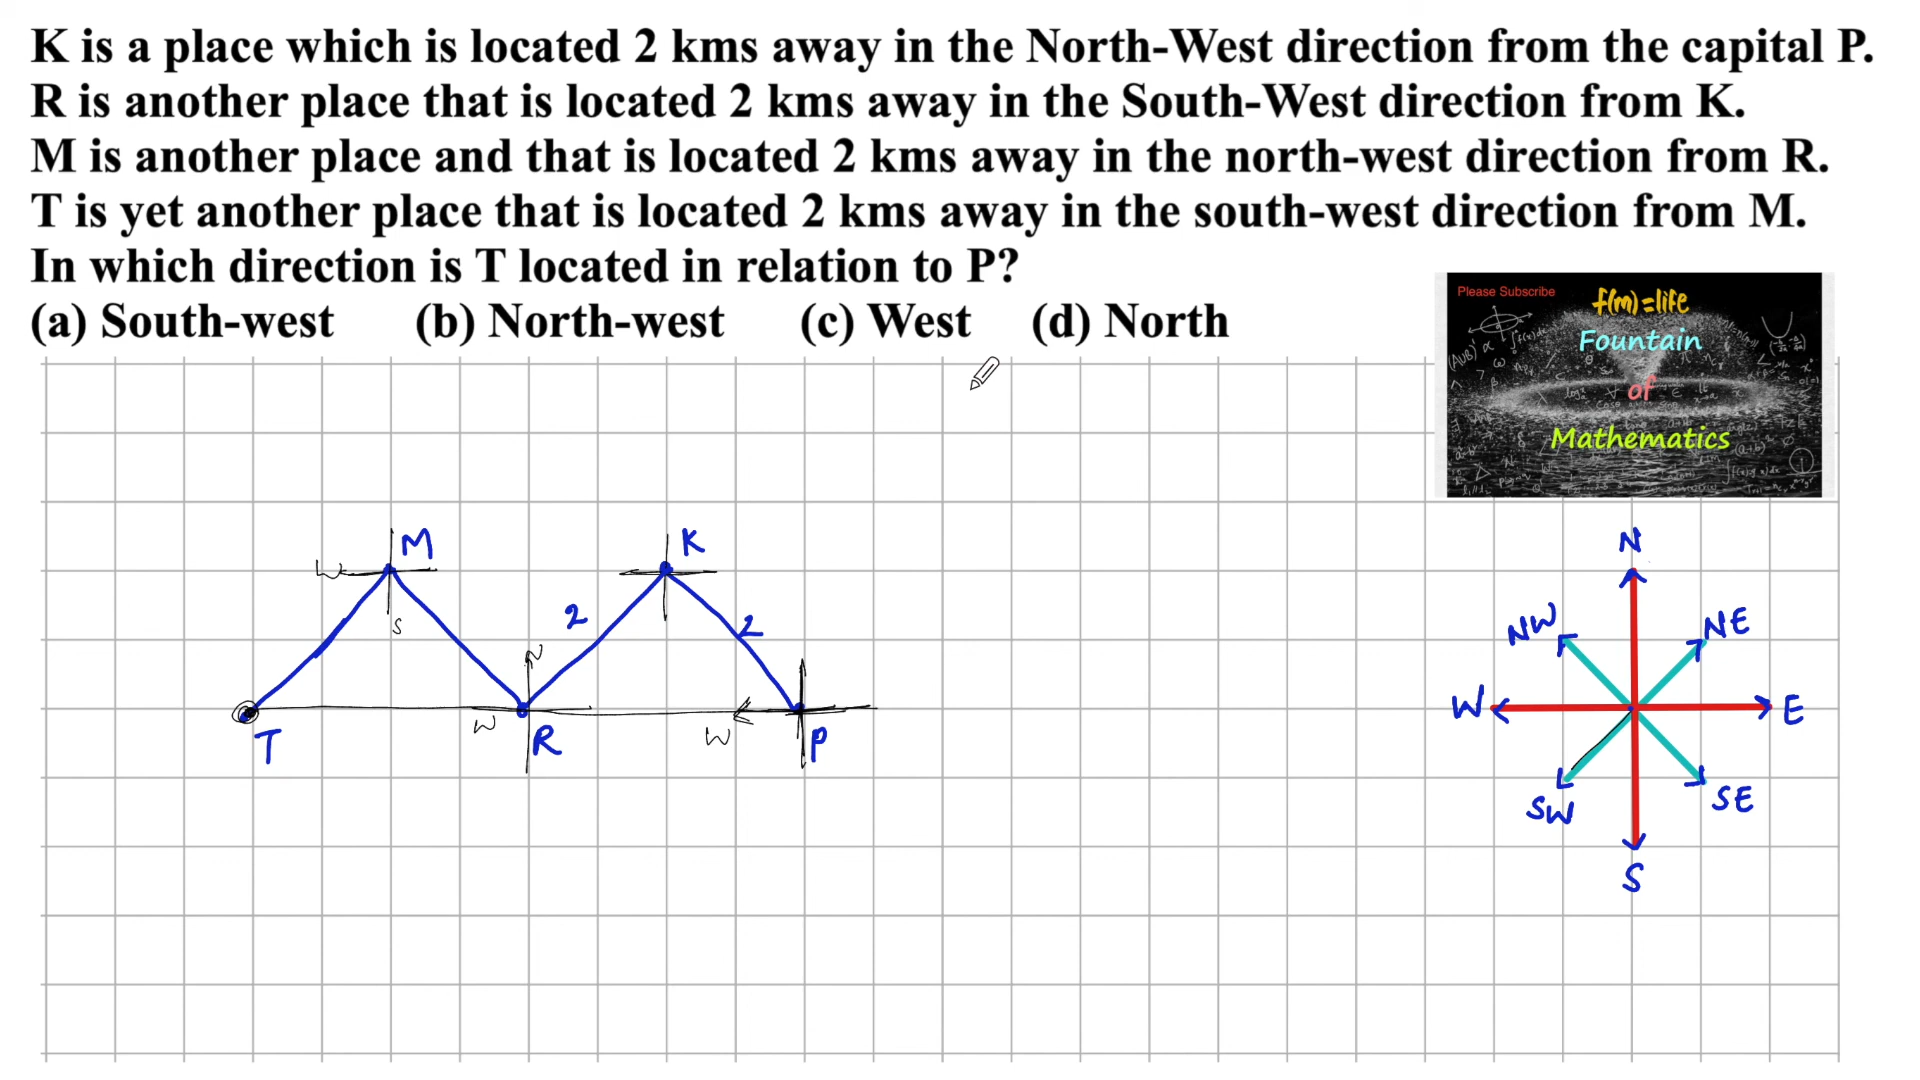 K is a place which is located 2 kms away in the North-West direction from the capital P.
R is another place that is located 2 kms away in the South-West direction from K.
M is another place and that is located 2 kms away in the north-west direction from R.
T is yet another place that is located 2 kms away in the south-west direction from M.
In which direction is T located in relation to P?
(a) South-west (b) North-west (c) West (d) North
Please Subscribe
f(m)=life
Fountain
of
Mathematics
M K
W
S
2 2
N
W W
T R P
N
NW NE
W E
SW SE
S